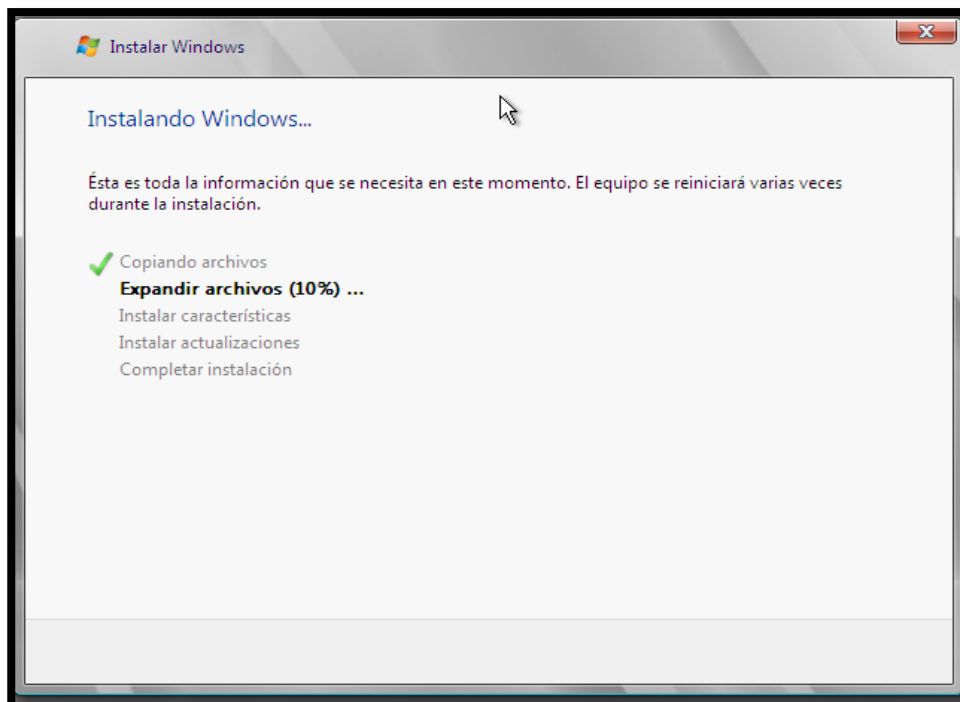 Instalar Windows
Instalando Windows...
Ésta es toda la información que se necesita en este momento. El equipo se reiniciará varias veces
durante la instalación.
Copiando archivos
Expandir archivos (10%) ...
Instalar características
Instalar actualizaciones
Completar instalación